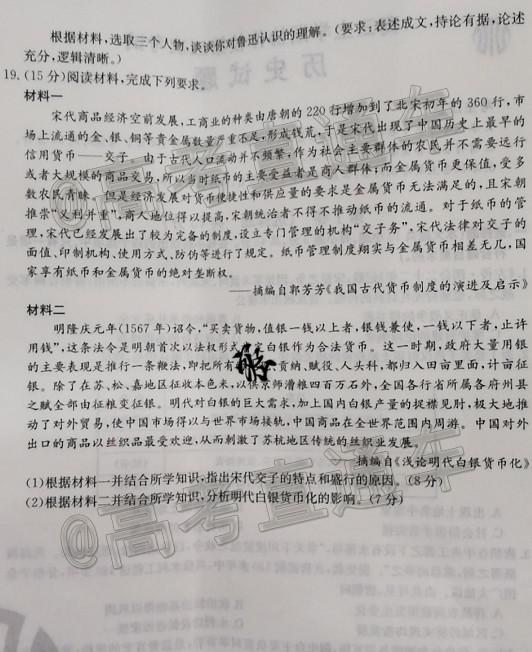 根据材料,选取三个人物,谈谈你对鲁迅认识的理解。(要求:表述成文,持论有据,论述
充分,逻辑清晰。)
19.(15分)阅读材料,完成下列要求。
材料一
宋代商品经济空前发展,工商业的种类由唐朝的220行增加到了北宋初年的360行,市
场上流通的金、银、铜等贵金属数量严重不足,形成钱荒,于是宋代出现了中国历史上最早的
信用货币——交子。由于古代人口流动并不频繁,作为社会主要群体的农民并不需要远行
或者大规模的商品交易,所以当时纸币的主要受益者是商人群体;而金属货币更保值,受多
数农民青睐。但是经济发展对货币便捷性和供应量的要求是金属货币无法满足的,且宋朝
推崇“义利并重”,商人地位得以提高,宋朝统治者不得不推动纸币的流通。对于纸币的管
理,宋代已经发展出了较为完备的制度,设立专门管理的机构“交子务”,宋代法律对交子的
面值、印制机构、使用方式、防伪等进行了规定。纸币管理制度翔实与金属货币相差无几,国
家享有纸币和金属货币的绝对垄断权。
——摘编自郭芳芳《我国古代货币制度的演进及启示》
材料二
明隆庆元年(1567年)诏令,“买卖货物,值银一钱以上者,银钱兼使,一钱以下者,止许
用钱”,这条法令是明朝首次以法权形式 定白银作为合法货币。这一时期,政府大量用银
的主要表现是推行一条鞭法,即把所有 贡纳、赋役、人头科,都归入田亩里面,计亩征
银。除了在苏、松、嘉地区征收本色米,以供京师漕粮四百万石外,全国各行省所属各府州县
之赋全部由征粮变征银。明代对白银的巨大需求,加上国内白银产量的捉襟见肘,极大地推
动了对外贸易,使中国市场得以与世界市场接轨,中国商品在全世界范围内周游。中国对外
出口的商品以丝织品最受欢迎,从而刺激了苏杭地区传统的丝织业发展。
——摘编自《浅论明代白银货币化》
(1)根据材料一并结合所学知识,指出宋代交子的特点和盛行的原因。(8分)
(2)根据材料二并结合所学知识,分析明代白银货币化的影响。(7分)
@高考直通车
@高考直通车